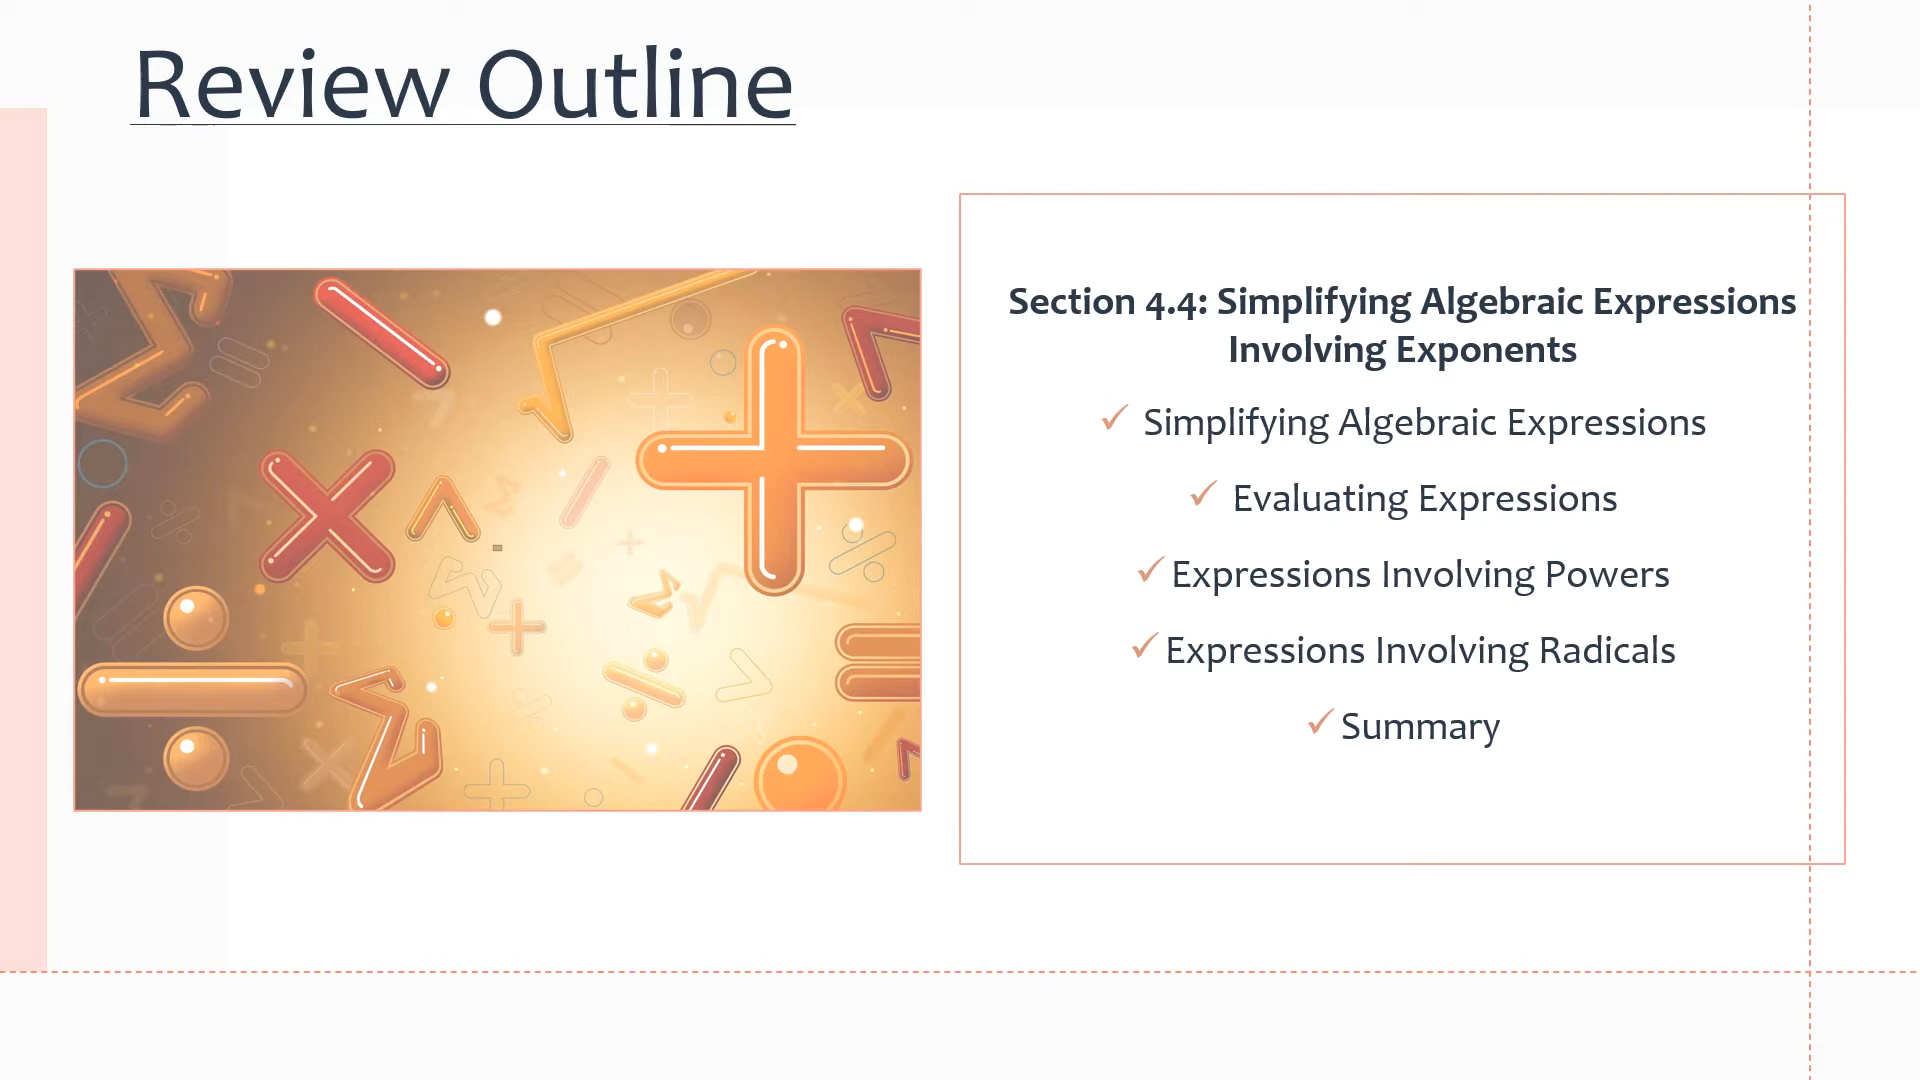 Review Outline
Section 4.4: Simplifying Algebraic Expressions
Involving Exponents
✓ Simplifying Algebraic Expressions
✓ Evaluating Expressions
✓ Expressions Involving Powers
✓ Expressions Involving Radicals
✓ Summary